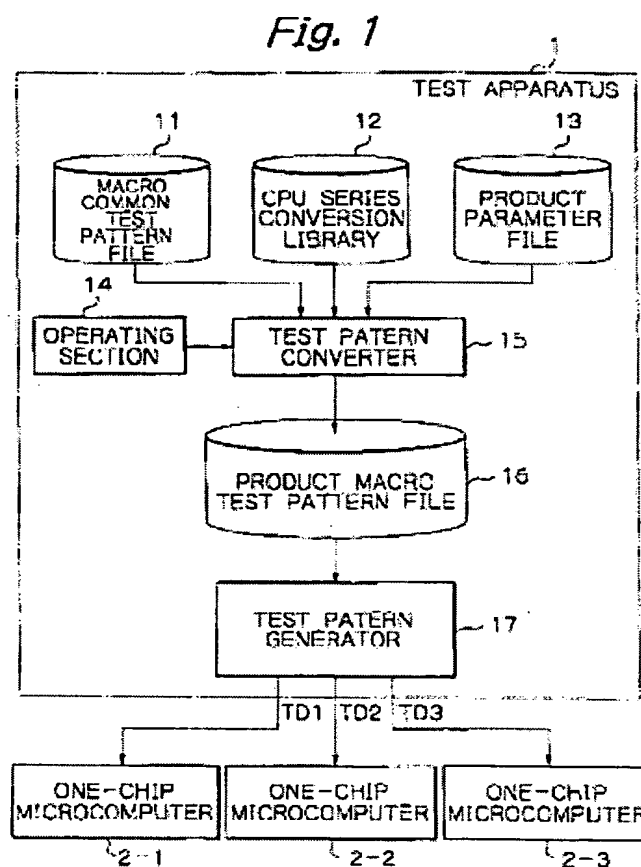 Fig. 1
1
TEST APPARATUS
11
12
13
MACRO
COMMON
TEST
PATTERN
FILE
CPU SERIES
CONVERSION
LIBRARY
PRODUCT
PARAMETER
FILE
14
OPERATING
SECTION
TEST PATERN
CONVERTER
15
PRODUCT MACRO
TEST PATTERN FILE
16
TEST PATERN
GENERATOR
17
TD1 TD2 TD3
ONE-CHIP
MICROCOMPUTER
ONE-CHIP
MICROCOMPUTER
ONE-CHIP
MICROCOMPUTER
2-1
2-2
2-3